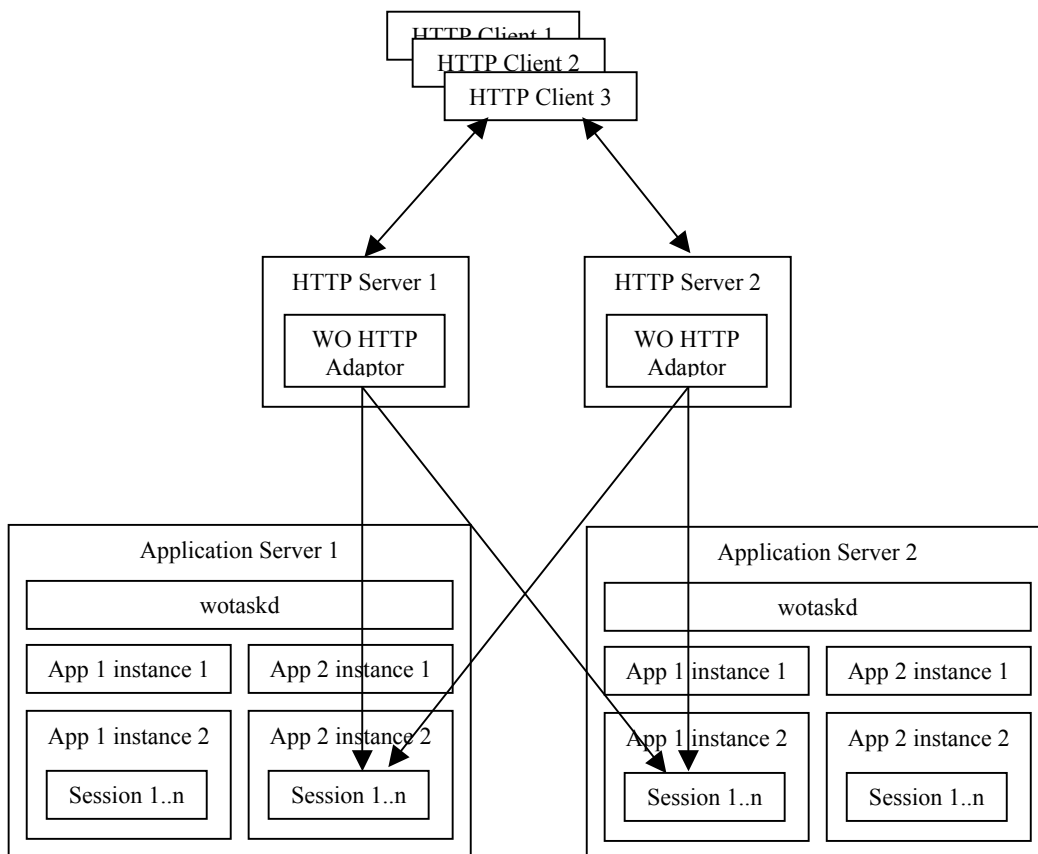 HTTP Client 1
HTTP Client 2
HTTP Client 3
HTTP Server 1
WO HTTP
Adaptor
HTTP Server 2
WO HTTP
Adaptor
Application Server 1
wotaskd
App 1 instance 1
App 2 instance 1
App 1 instance 2
App 2 instance 2
Session 1..n
Session 1..n
Application Server 2
wotaskd
App 1 instance 1
App 2 instance 1
App 1 instance 2
App 2 instance 2
Session 1..n
Session 1..n